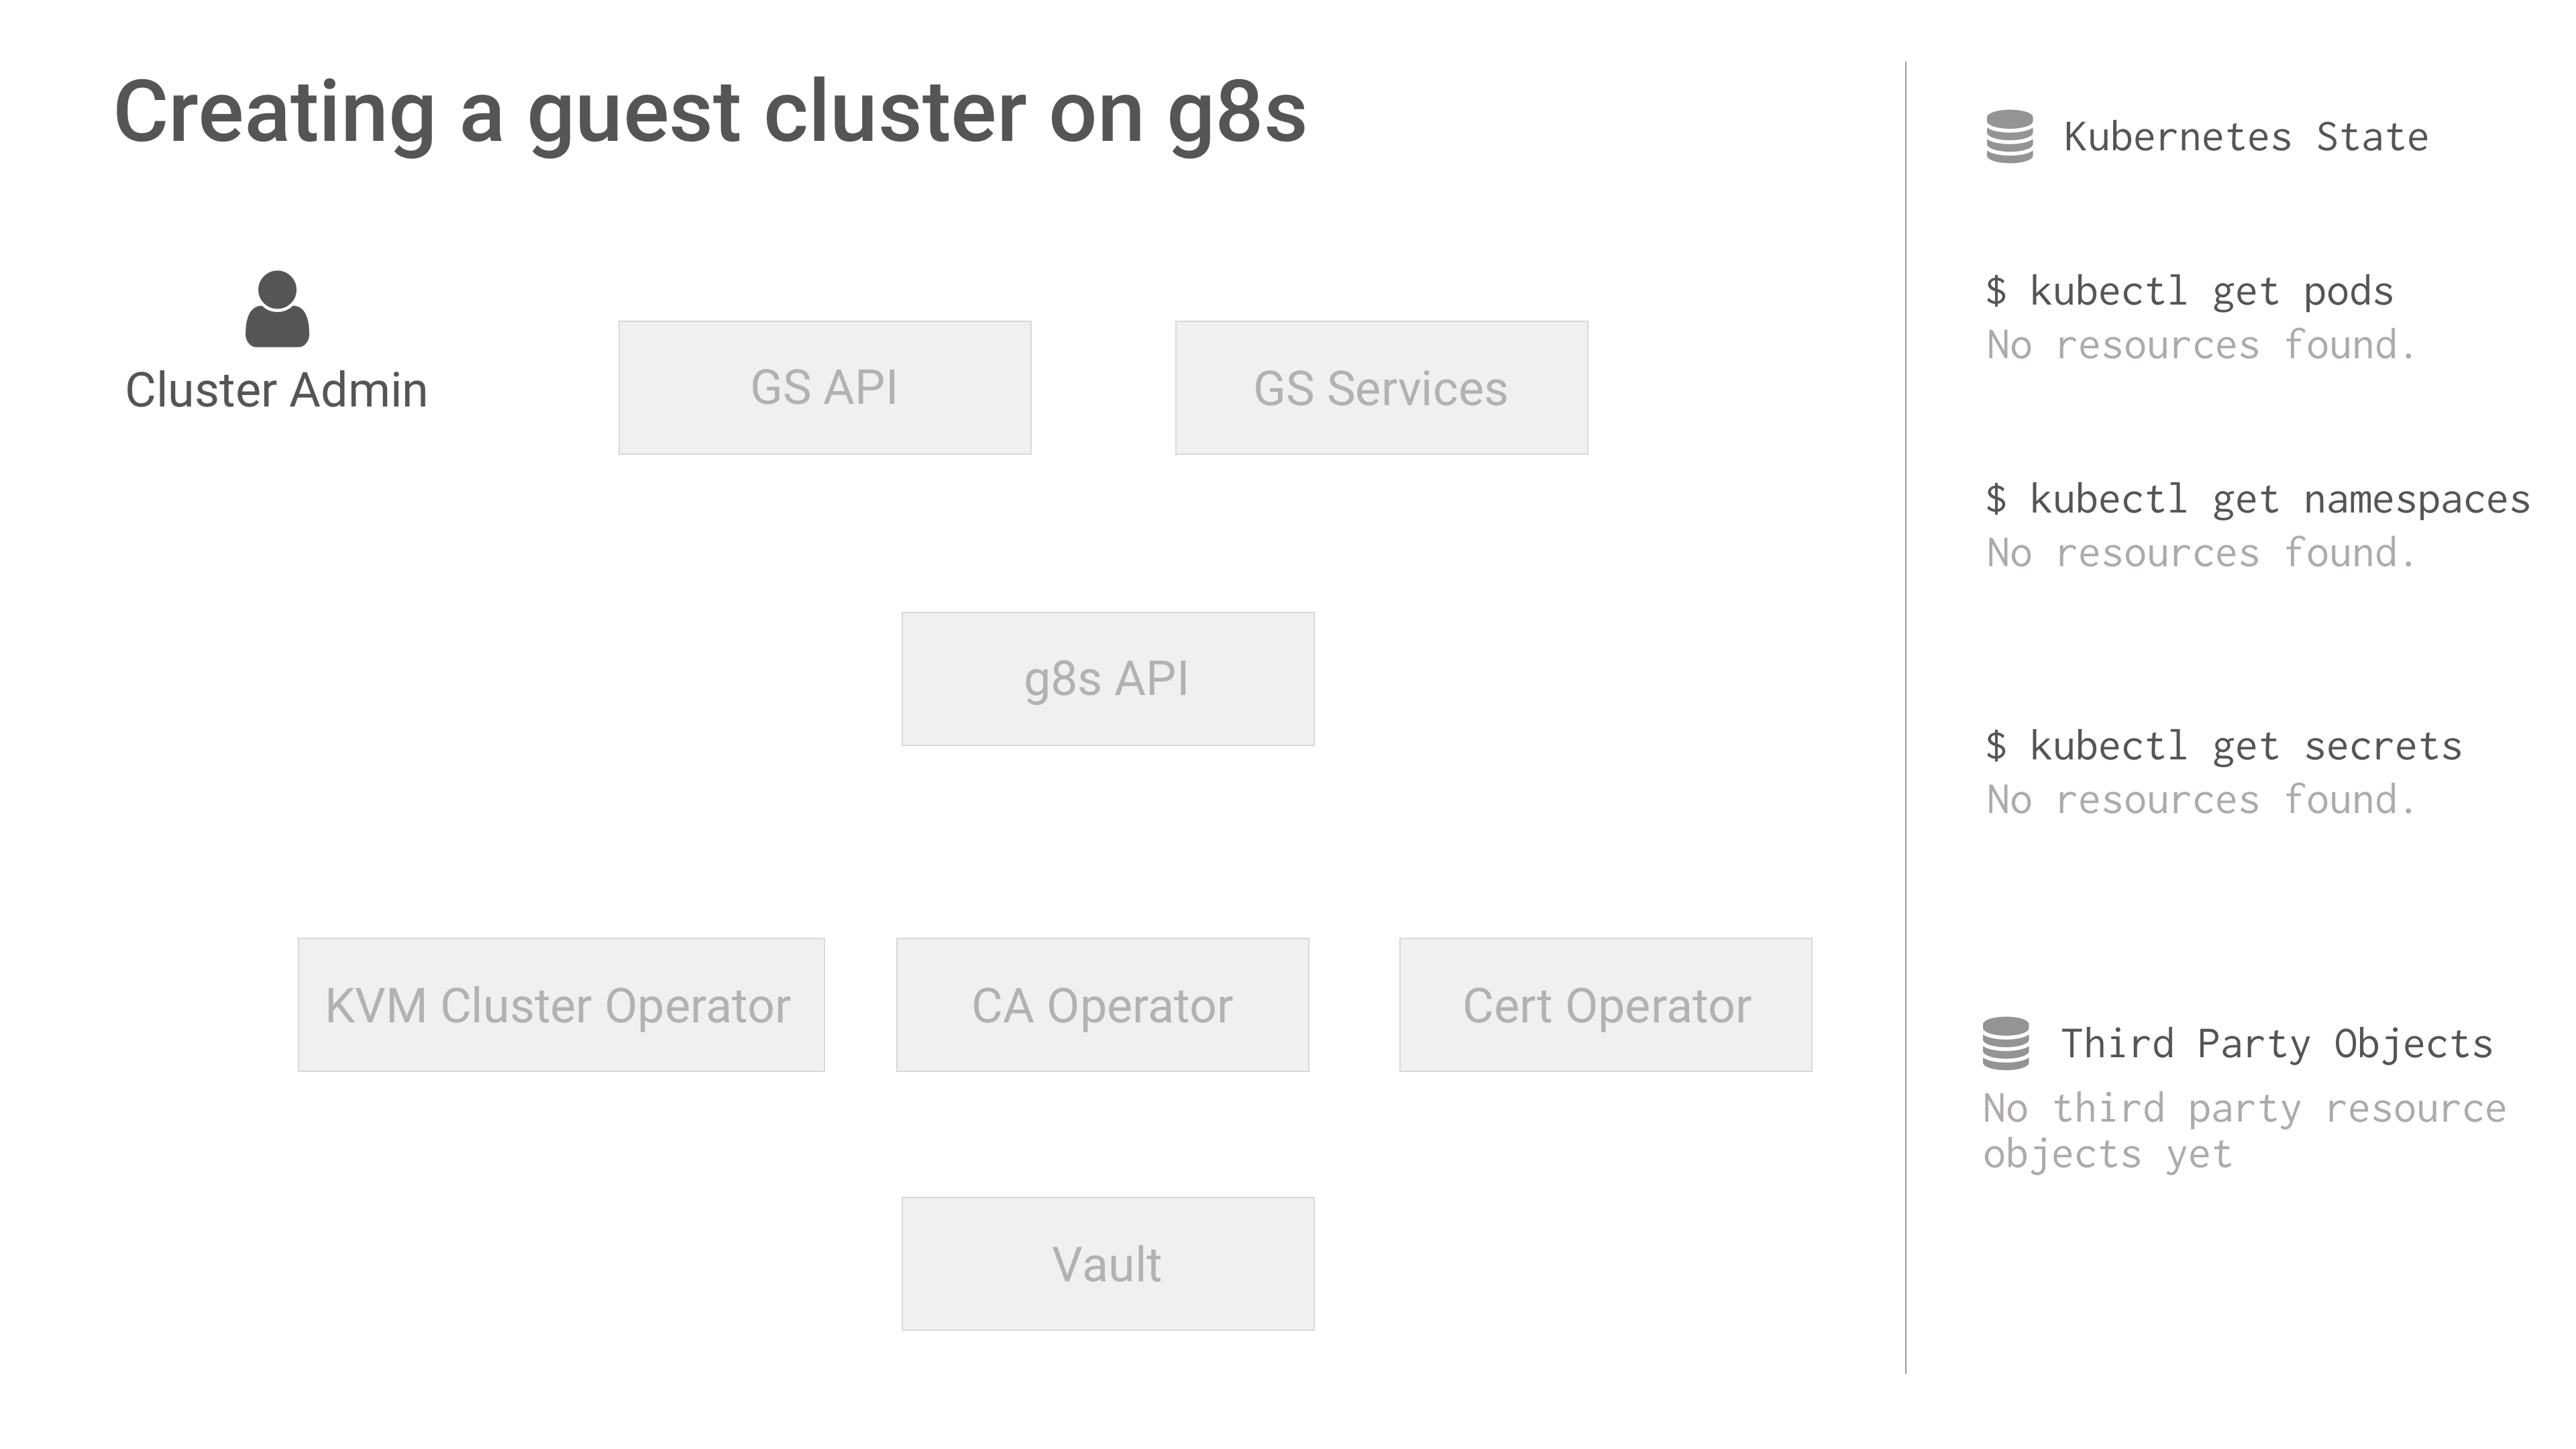 Creating a guest cluster on g8s
Cluster Admin
GS API
GS Services
g8s API
KVM Cluster Operator
CA Operator
Cert Operator
Vault
Kubernetes State
$ kubectl get pods
No resources found.
$ kubectl get namespaces
No resources found.
$ kubectl get secrets
No resources found.
Third Party Objects
No third party resource
objects yet